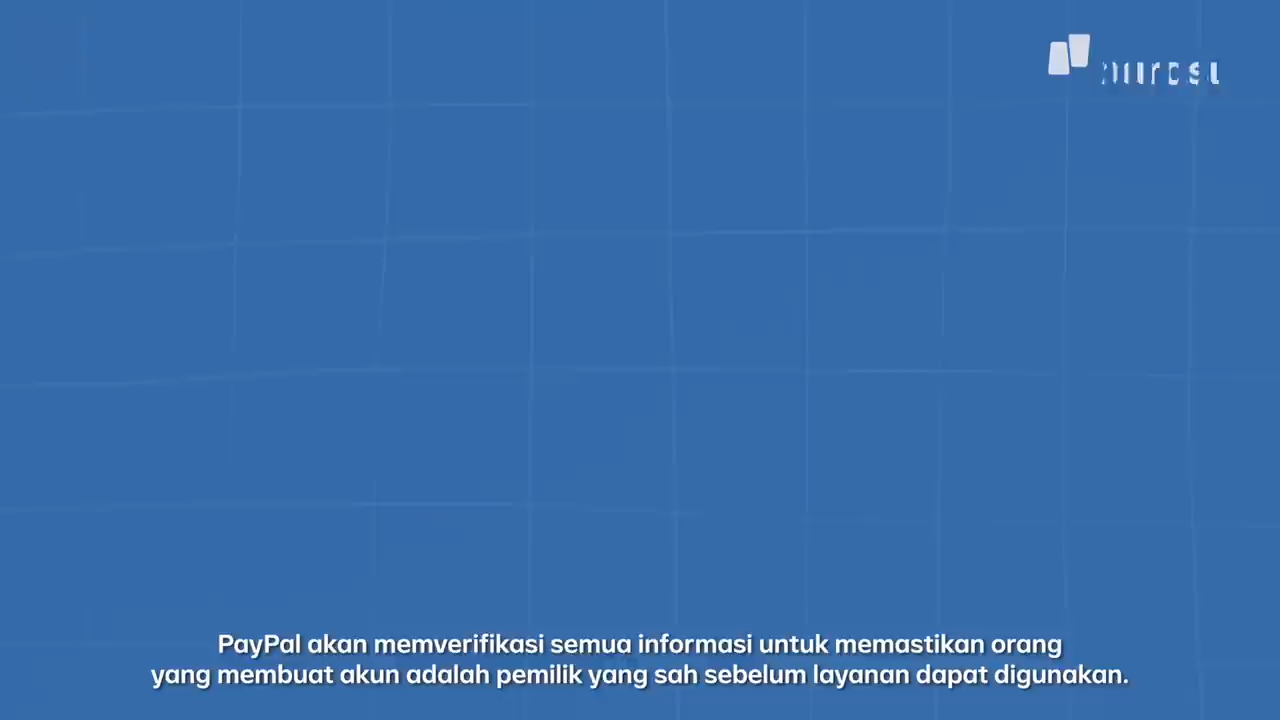 PayPal akan memverifikasi semua informasi untuk memastikan orang
yang membuat akun adalah pemilik yang sah sebelum layanan dapat digunakan.